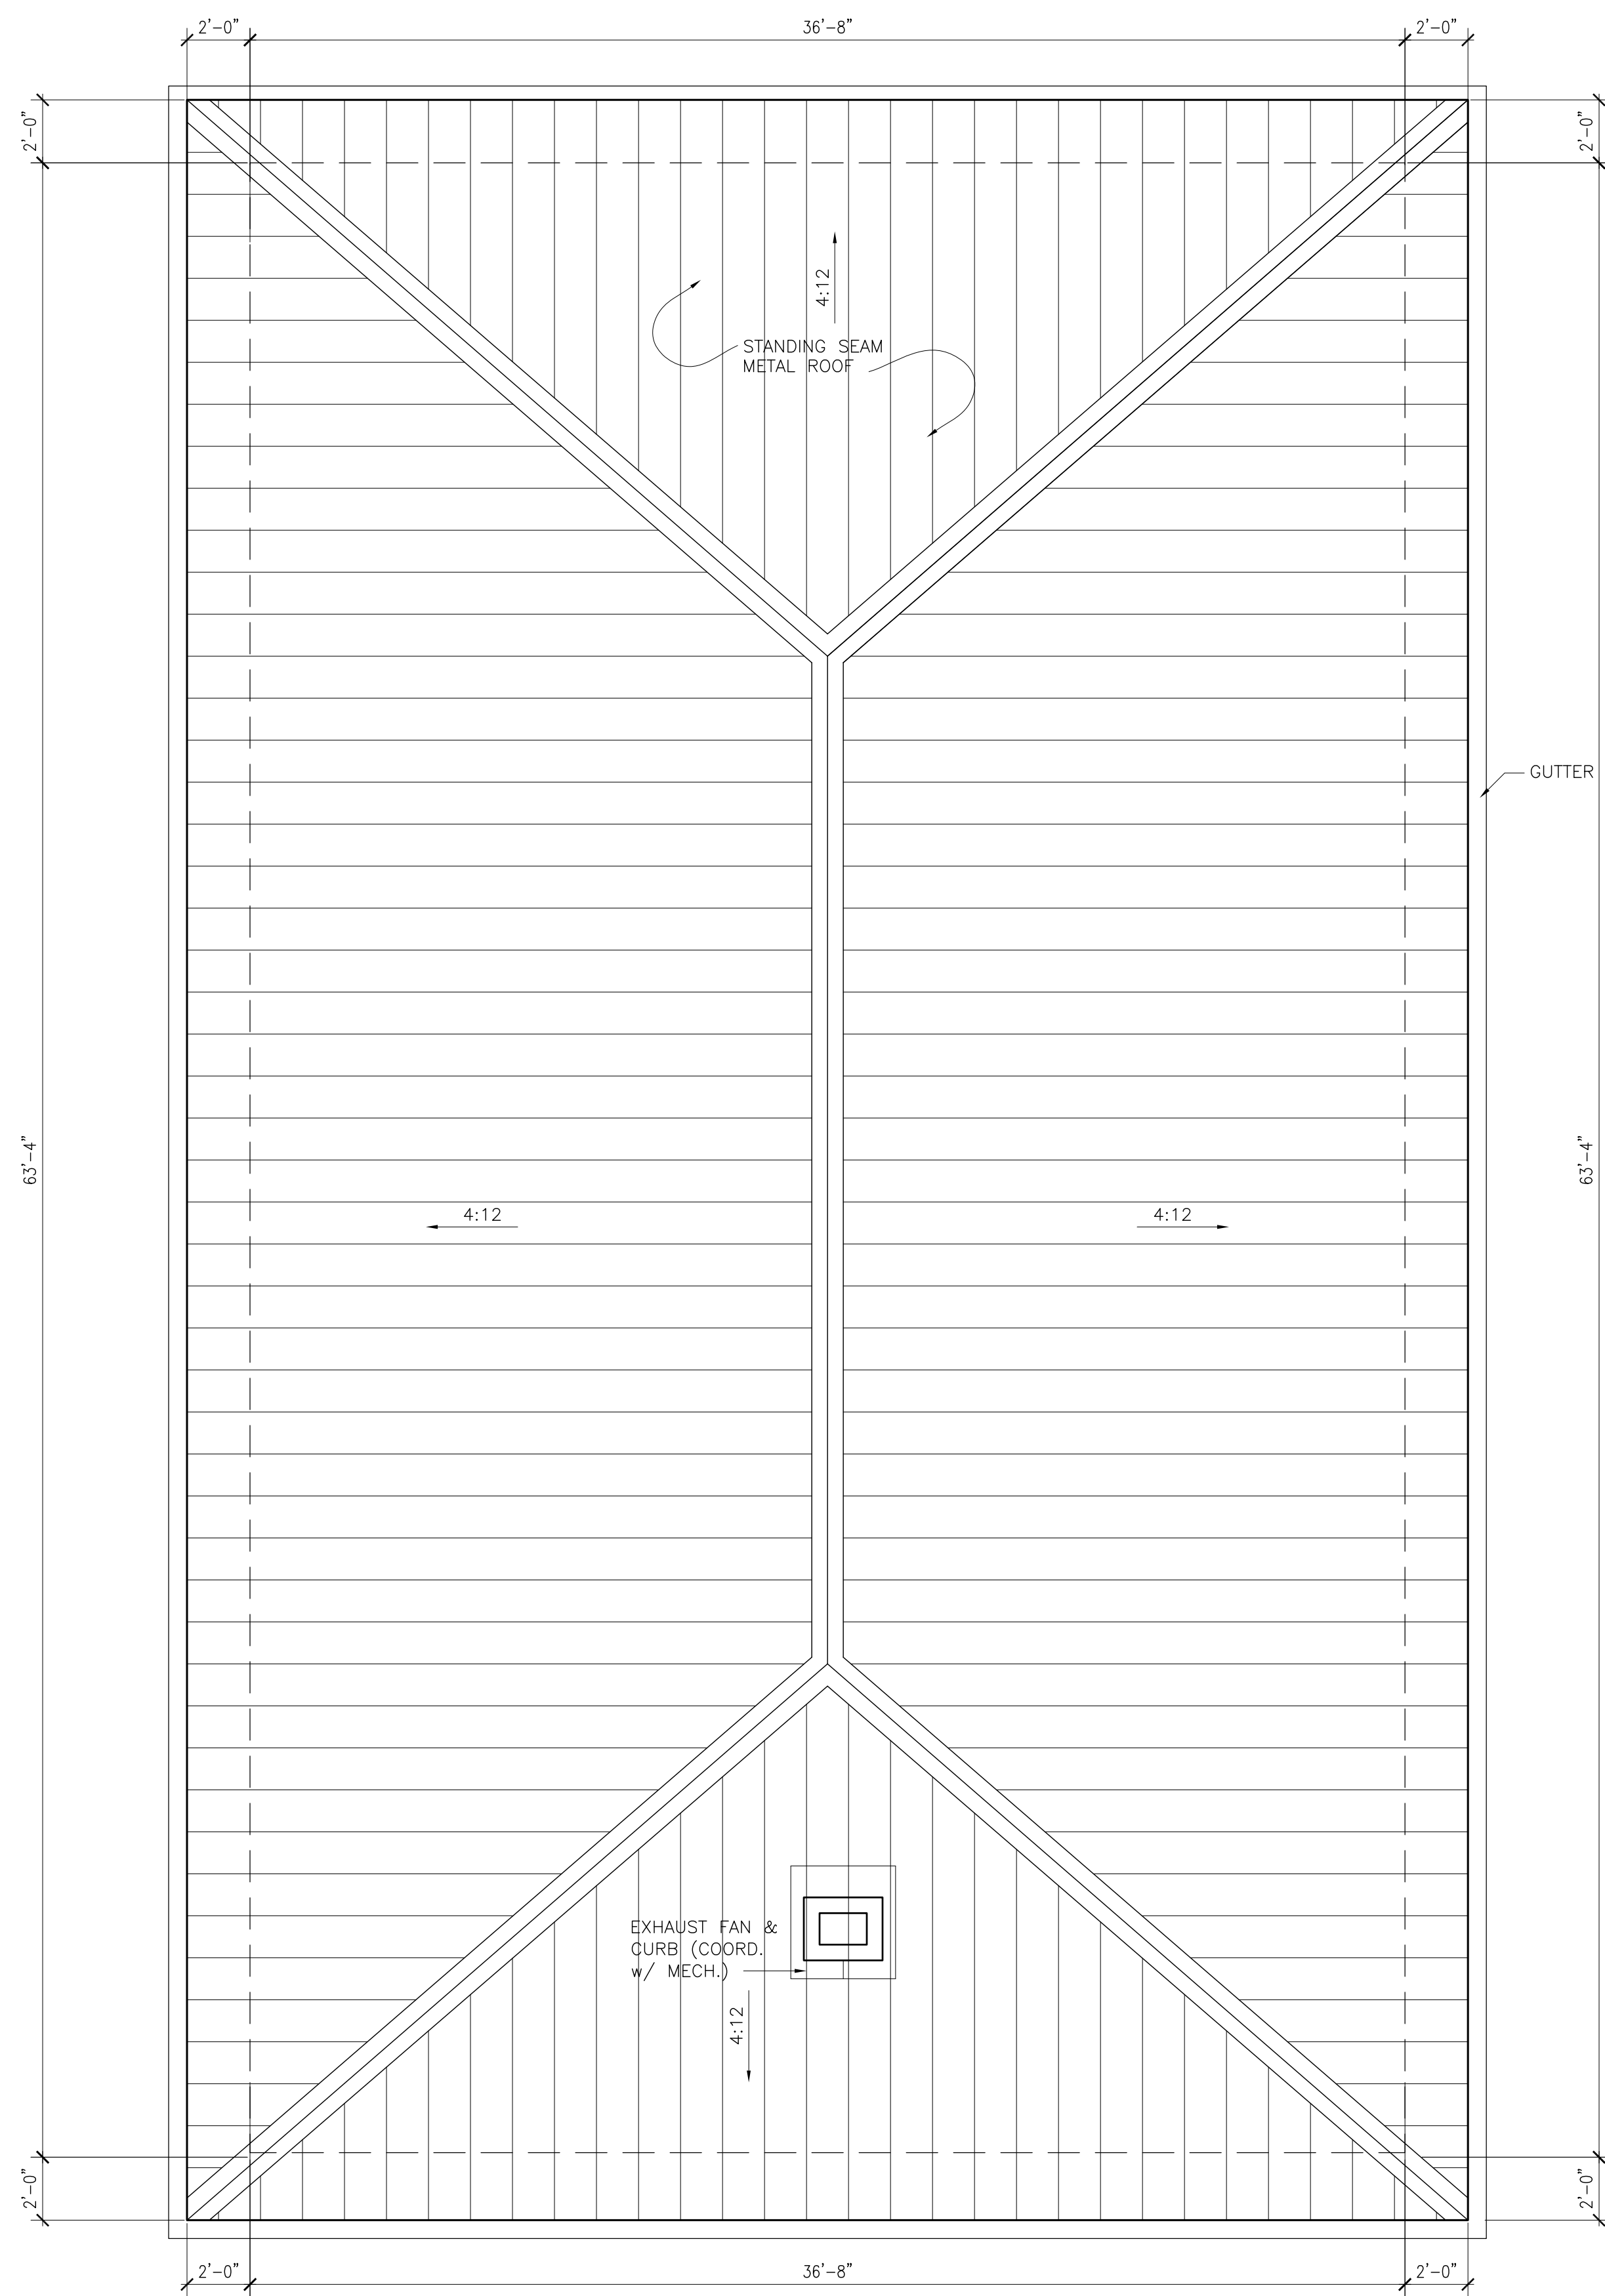 2'-0"
36'-8"
2'-0"
2'-0"
2'-0"
4:12
STANDING SEAM
METAL ROOF
GUTTER
63'-4"
63'-4"
4:12
4:12
EXHAUST FAN &
CURB (COORD.
w/ MECH.)
4:12
2'-0"
2'-0"
2'-0"
36'-8"
2'-0"